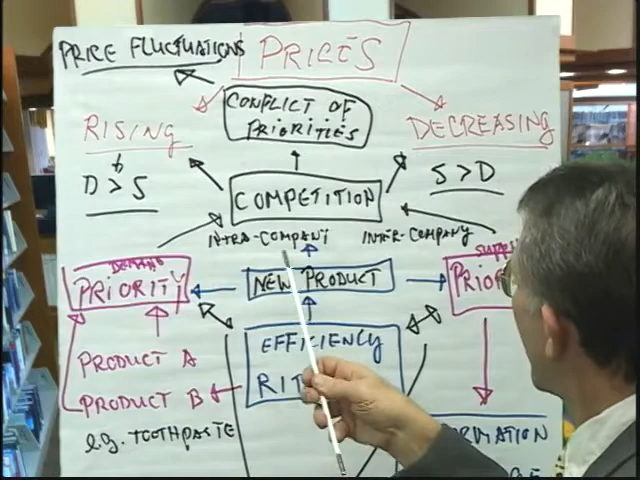 PRICE FLUCTUATIONS
PRICES
CONFLICT OF
PRIORITIES
RISING
DECREASING
D > S
S > D
COMPETITION
INTRA-COMPANY
INTER-COMPANY
DEMAND
PRIORITY
NEW PRODUCT
EFFICIENCY
PRODUCT A
PRODUCT B
e.g. TOOTHPASTE